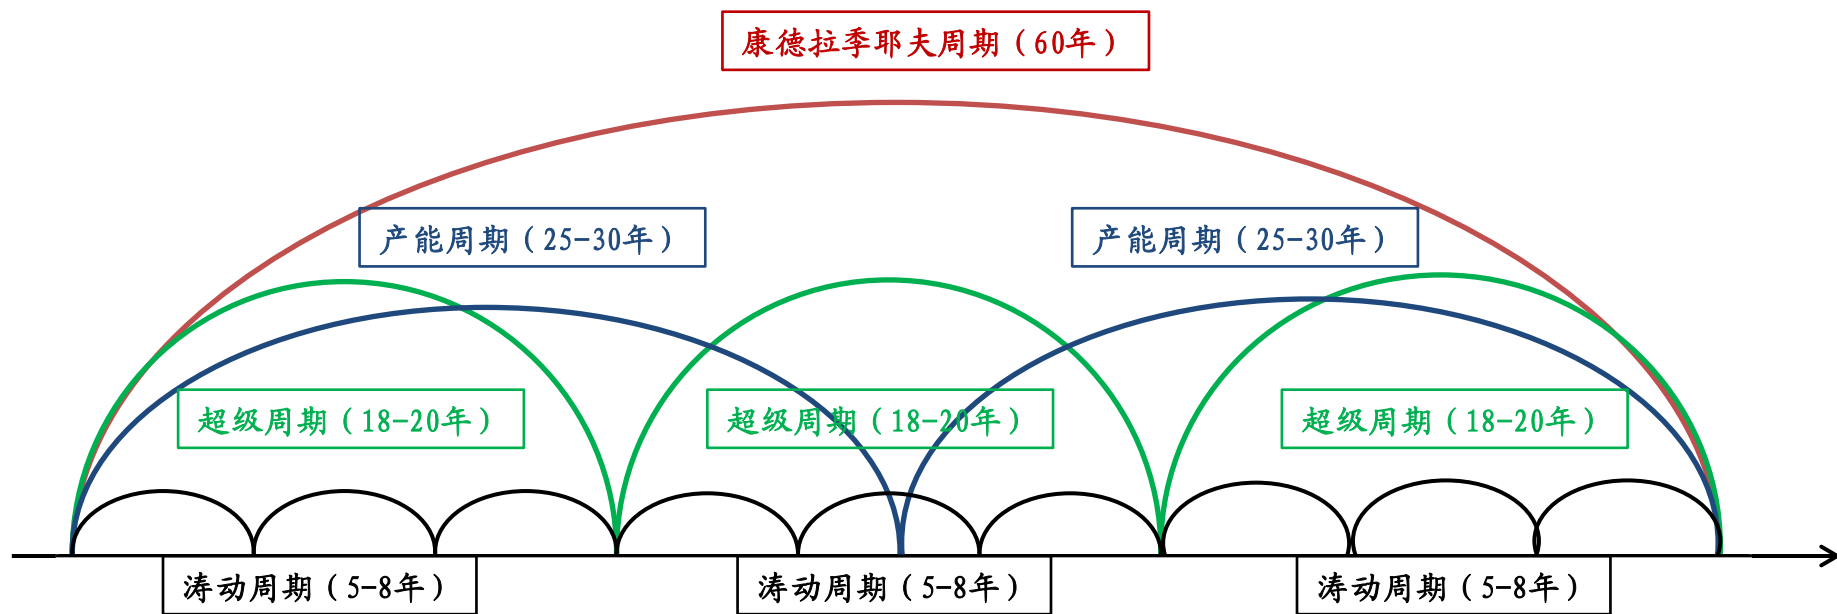 康德拉季耶夫周期（60年）
产能周期（25-30年）
产能周期（25-30年）
超级周期（18-20年）
超级周期（18-20年）
超级周期（18-20年）
涛动周期（5-8年）
涛动周期（5-8年）
涛动周期（5-8年）